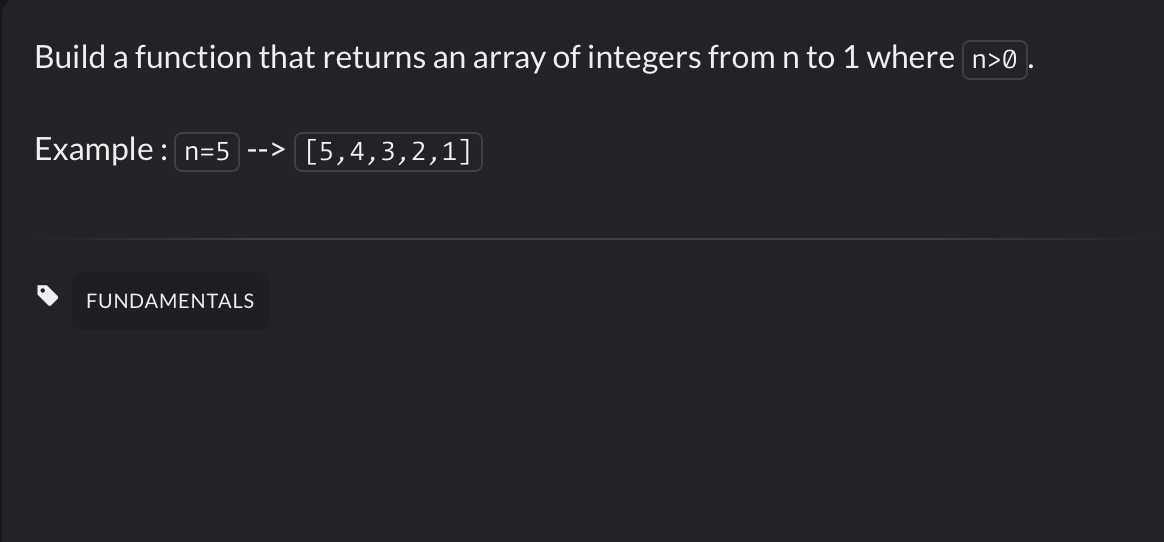 Build a function that returns an array of integers from n to 1 where n>0.
Example : n=5 --> [5,4,3,2,1]
FUNDAMENTALS